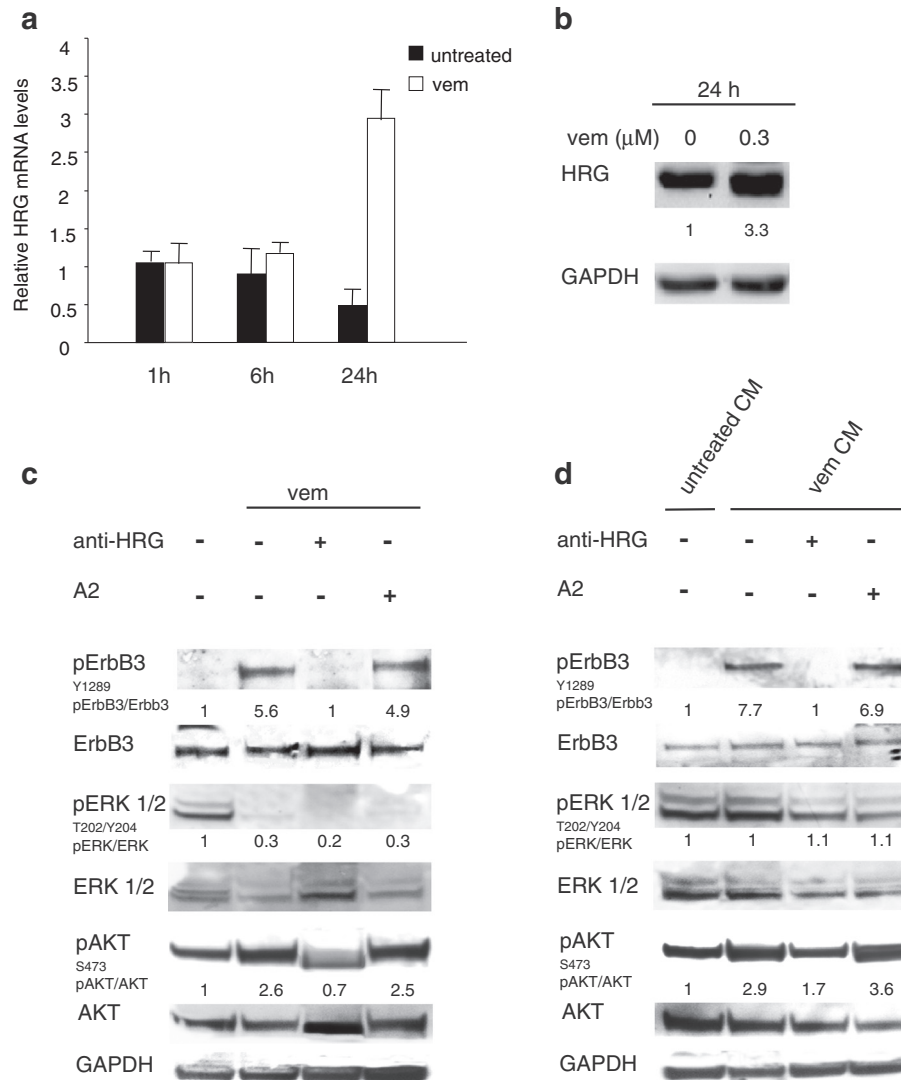 a
Relative HRG mRNA levels
4
3.5
3
2.5
2
1.5
1
0.5
0
untreated
vem
1h 6h 24h
b
24 h
vem (μM) 0 0.3
HRG
1 3.3
GAPDH
c
vem
anti-HRG - - + -
A2 - - - +
pErbB3
Y1289
pErbB3/Erbb3 1 5.6 1 4.9
ErbB3
pERK 1/2
T202/Y204
pERK/ERK 1 0.3 0.2 0.3
ERK 1/2
pAKT
S473
pAKT/AKT 1 2.6 0.7 2.5
AKT
GAPDH
d
untreated CM
vem CM
anti-HRG - - + -
A2 - - - +
pErbB3
Y1289
pErbB3/Erbb3 1 7.7 1 6.9
ErbB3
pERK 1/2
T202/Y204
pERK/ERK 1 1 1.1 1.1
ERK 1/2
pAKT
S473
pAKT/AKT 1 2.9 1.7 3.6
AKT
GAPDH